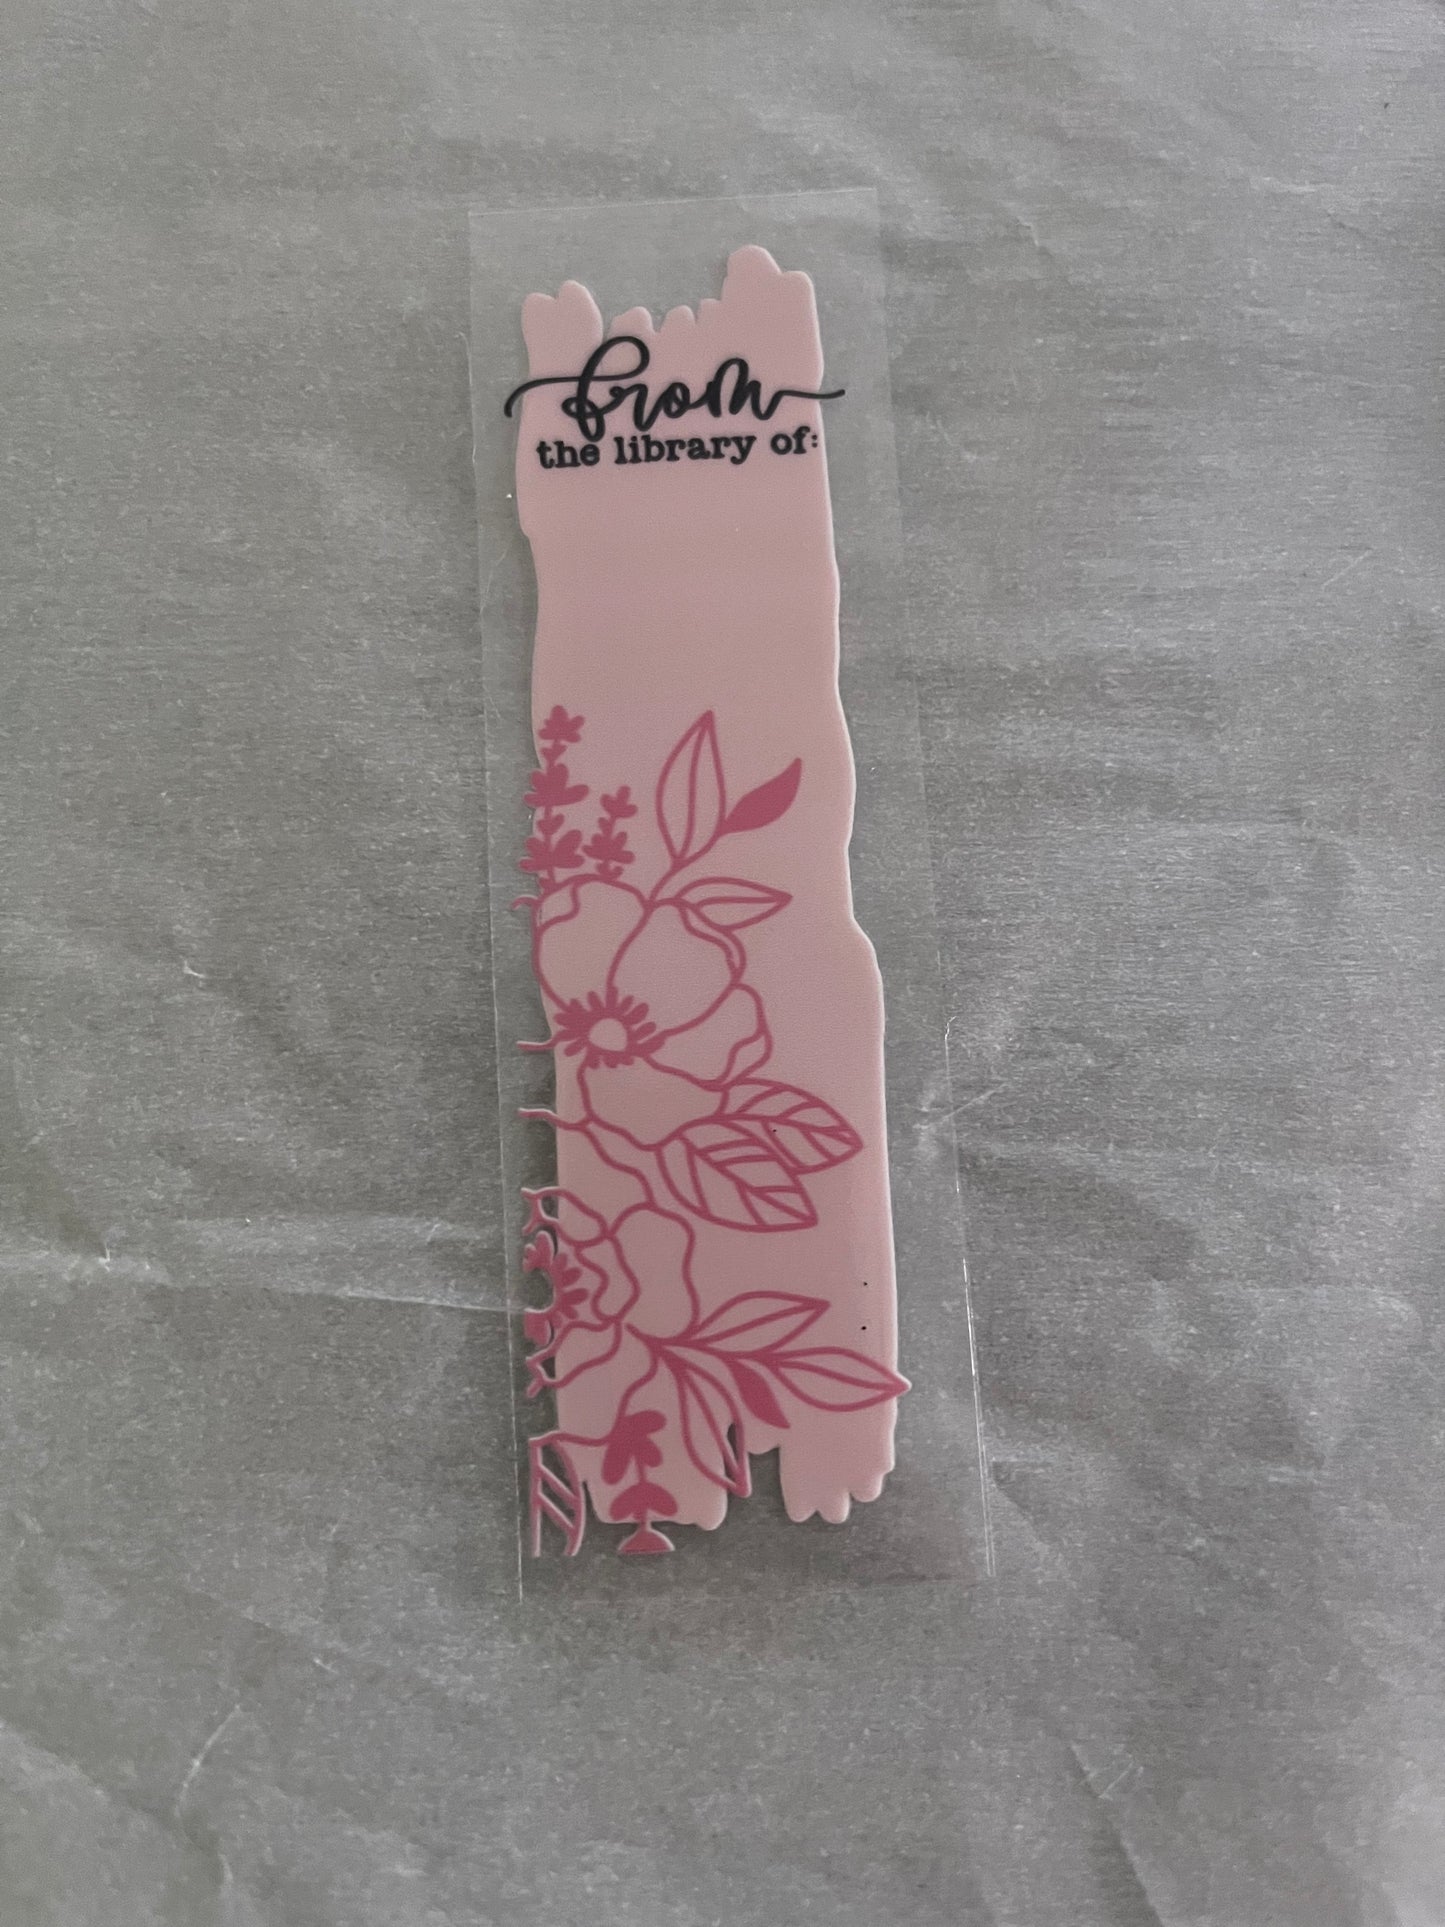 from
the library of: